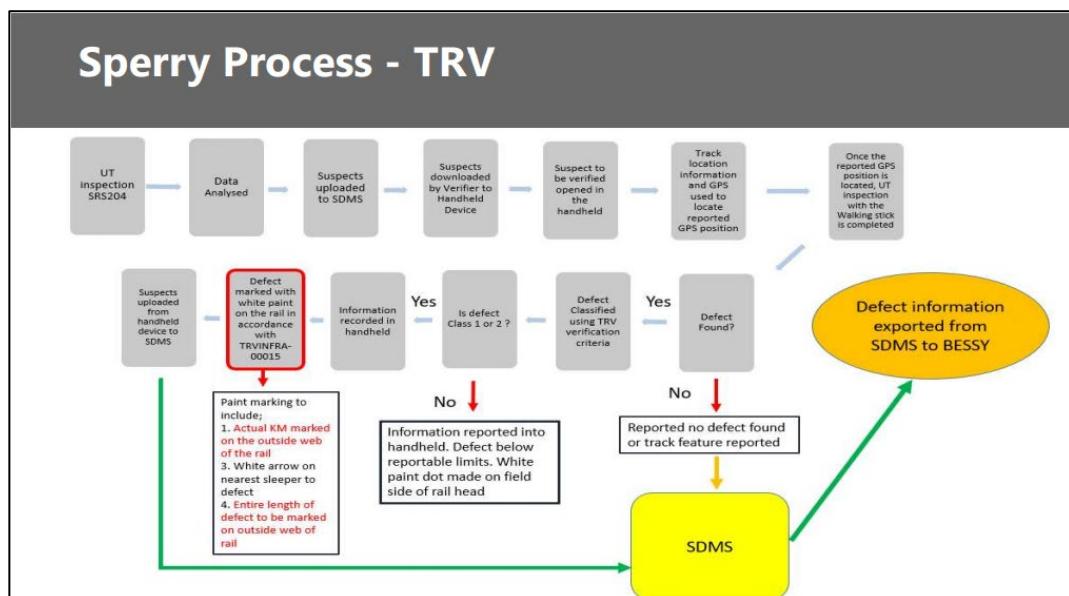 Sperry Process - TRV
UT
inspection
SRS204
Data
Analysed
Suspects
uploaded
to SDMS
Suspects
downloaded
by Verifier to
Handheld
Device
Suspect to
be verified
opened in
the
handheld
Track
location
information
and GPS
used to
locate
reported
GPS position
Once the
reported GPS
position is
located, UT
inspection
with the
Walking stick
is completed
Defect
Found?
Yes
Defect
Classified
using TRV
verification
criteria
Is defect
Class 1 or 2 ?
Yes
Information
recorded in
handheld
Defect
marked with
white paint
on the rail in
accordance
with
TRVINFRA-
00015
Suspects
uploaded
from
handheld
device to
SDMS
Defect information
exported from
SDMS to BESSY
Paint marking to
include;
1. Actual KM marked
on the outside web
of the rail
3. White arrow on
nearest sleeper to
defect
4. Entire length of
defect to be marked
on outside web of
rail
No
Information reported into
handheld. Defect below
reportable limits. White
paint dot made on field
side of rail head
No
Reported no defect found
or track feature reported
SDMS